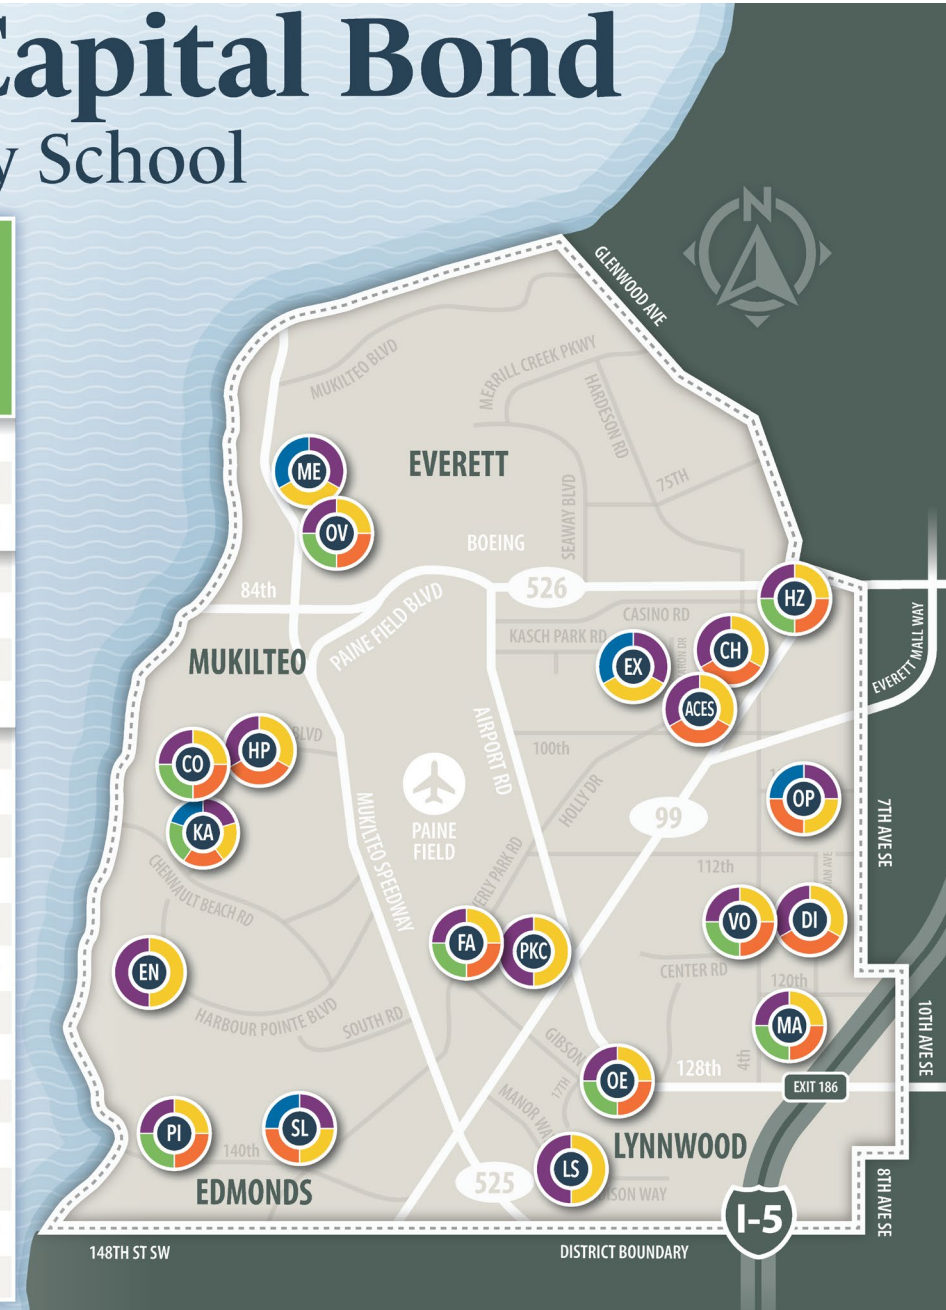 Capital Bond
y School
N
GLENWOOD AVE
MUKILTEO BLVD
MERRILL CREEK PKWY
HARDESON RD
ME
EVERETT
75TH
SEAWAY BLVD
OV
BOEING
84th
526
HZ
PAINE FIELD BLVD
CASINO RD
KASCH PARK RD
EVERETT MALL WAY
MUKILTEO
EX
CH
ACES
AIRPORT RD
BLVD
HP
CO
100th
HOLLY DR
OP
KA
99
PAINE
FIELD
7TH AVE SE
MUKILTEO SPEEDWAY
112th
CHENNAULT BEACH RD
VO
DI
FA
PKC
EN
CENTER RD
120th
HARBOUR POINTE BLVD
SOUTH RD
MA
10TH AVE SE
GIBSON
4th
OE
128th
EXIT 186
17TH
MANOR WA
PI
SL
140th
LYNNWOOD
LS
EDMONDS
525
8TH AVE SE
I-5
148TH ST SW
DISTRICT BOUNDARY